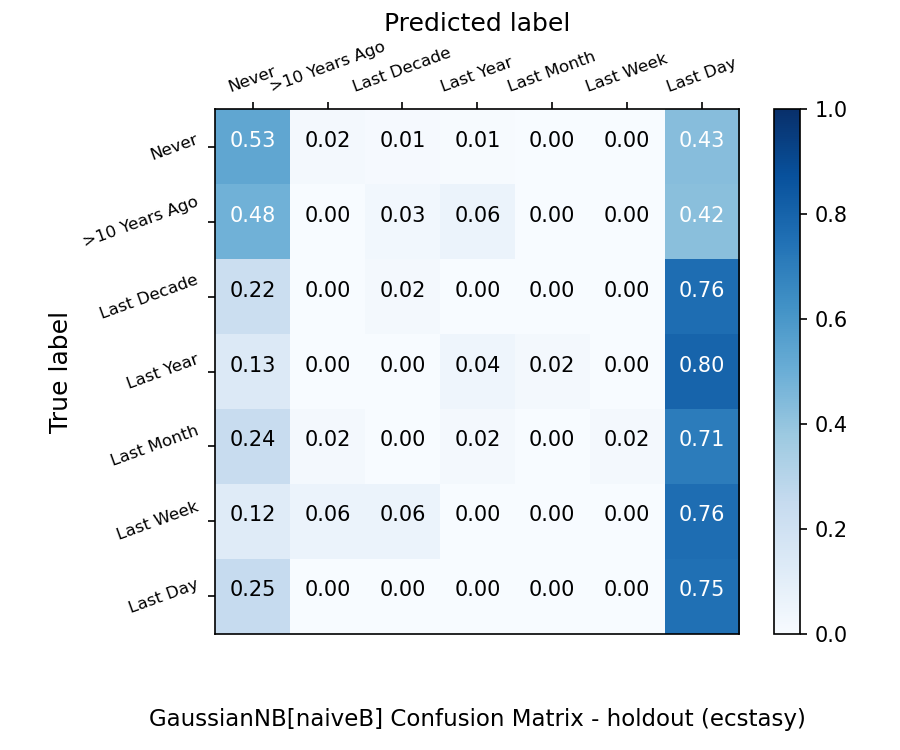 Predicted label
Never >10 Years Ago Last Decade Last Year Last Month Last Week Last Day
True label
Never 0.53 0.02 0.01 0.01 0.00 0.00 0.43
>10 Years Ago 0.48 0.00 0.03 0.06 0.00 0.00 0.42
Last Decade 0.22 0.00 0.02 0.00 0.00 0.00 0.76
Last Year 0.13 0.00 0.00 0.04 0.02 0.00 0.80
Last Month 0.24 0.02 0.00 0.02 0.00 0.02 0.71
Last Week 0.12 0.06 0.06 0.00 0.00 0.00 0.76
Last Day 0.25 0.00 0.00 0.00 0.00 0.00 0.75
1.0
0.8
0.6
0.4
0.2
0.0
GaussianNB[naiveB] Confusion Matrix - holdout (ecstasy)